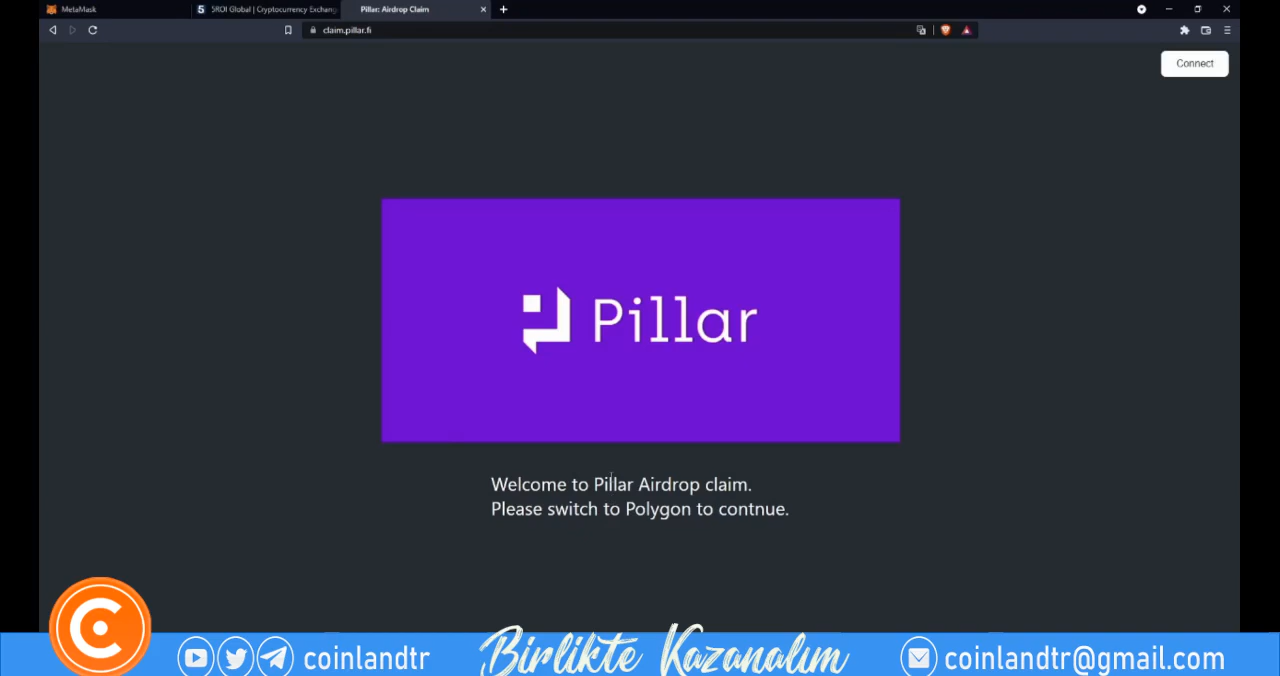 MetaMask
5ROI Global | Cryptocurrency Exchang
Pillar: Airdrop Claim
claim.pillar.fi
Connect
Pillar
Welcome to Pillar Airdrop claim.
Please switch to Polygon to contnue.
coinlandtr
Birlikte Kazanalım
coinlandtr@gmail.com